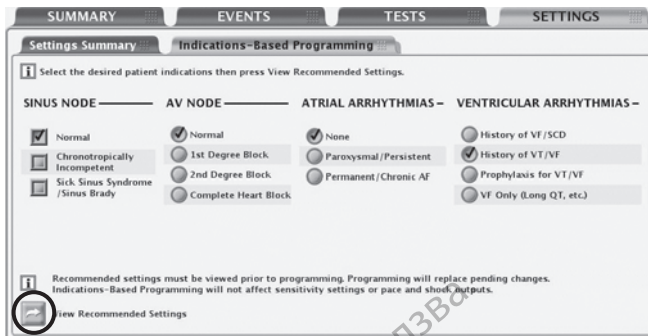 SUMMARY EVENTS TESTS SETTINGS
Settings Summary Indications-Based Programming
i Select the desired patient indications then press View Recommended Settings.
SINUS NODE AV NODE ATRIAL ARRHYTHMIAS VENTRICULAR ARRHYTHMIAS
Normal Normal None History of VF/SCD
Chronotropically Incompetent 1st Degree Block Paroxysmal/Persistent History of VT/VF
Sick Sinus Syndrome /Sinus Brady 2nd Degree Block Permanent/Chronic AF Prophylaxis for VT/VF
Complete Heart Block VF Only (Long QT, etc.)
i Recommended settings must be viewed prior to programming. Programming will replace pending changes.
Indications-Based Programming will not affect sensitivity settings or pace and shock outputs.
View Recommended Settings